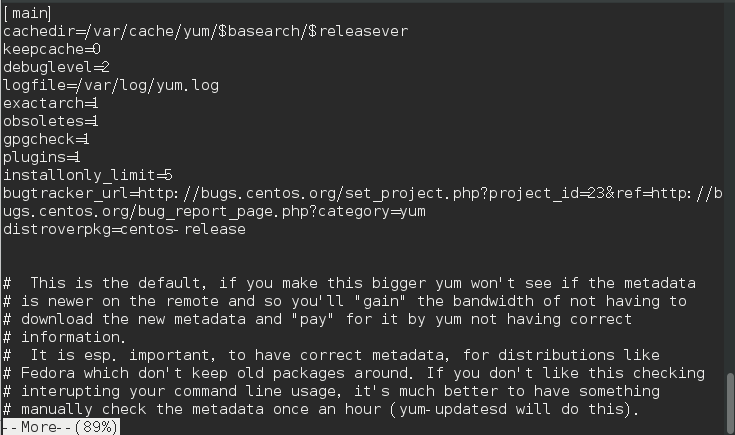 [main]
cachedir=/var/cache/yum/$basearch/$releasever
keepcache=0
debuglevel=2
logfile=/var/log/yum.log
exactarch=1
obsoletes=1
gpgcheck=1
plugins=1
installonly_limit=5
bugtracker_url=http://bugs.centos.org/set_project.php?project_id=23&ref=http://b
ugs.centos.org/bug_report_page.php?category=yum
distroverpkg=centos-release
#  This is the default, if you make this bigger yum won't see if the metadata
# is newer on the remote and so you'll "gain" the bandwidth of not having to
# download the new metadata and "pay" for it by yum not having correct
# information.
#  It is esp. important, to have correct metadata, for distributions like
# Fedora which don't keep old packages around. If you don't like this checking
# interupting your command line usage, it's much better to have something
# manually check the metadata once an hour (yum-updatesd will do this).
--More--(89%)